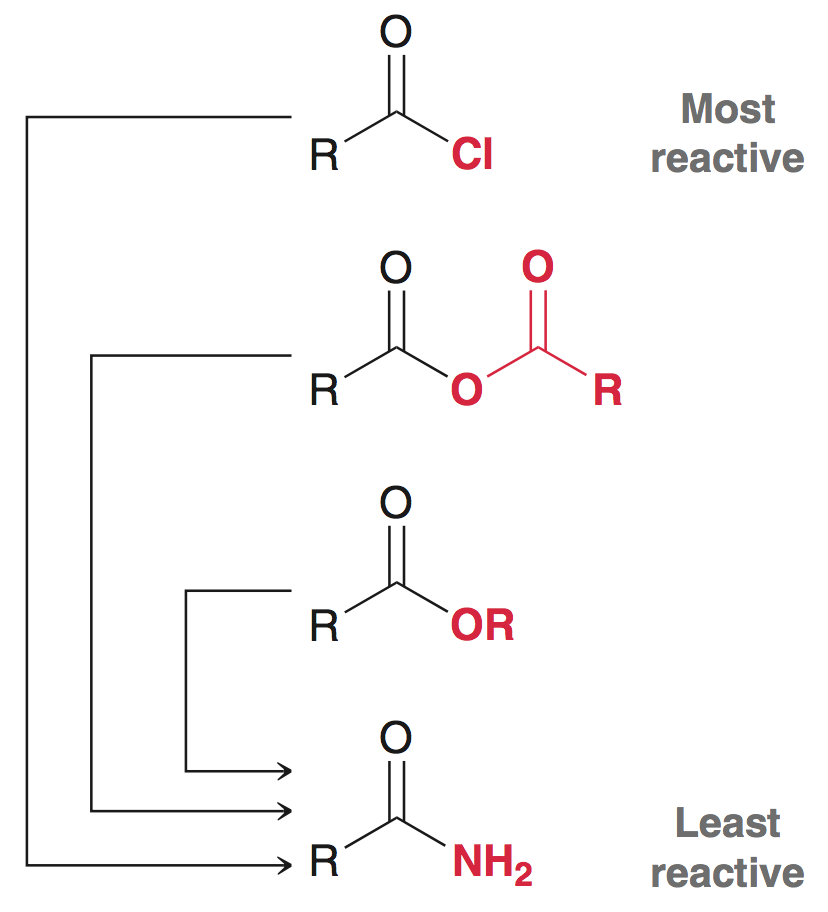 O
R Cl
Most
reactive
O O
R O R
O
R OR
O
R NH₂
Least
reactive